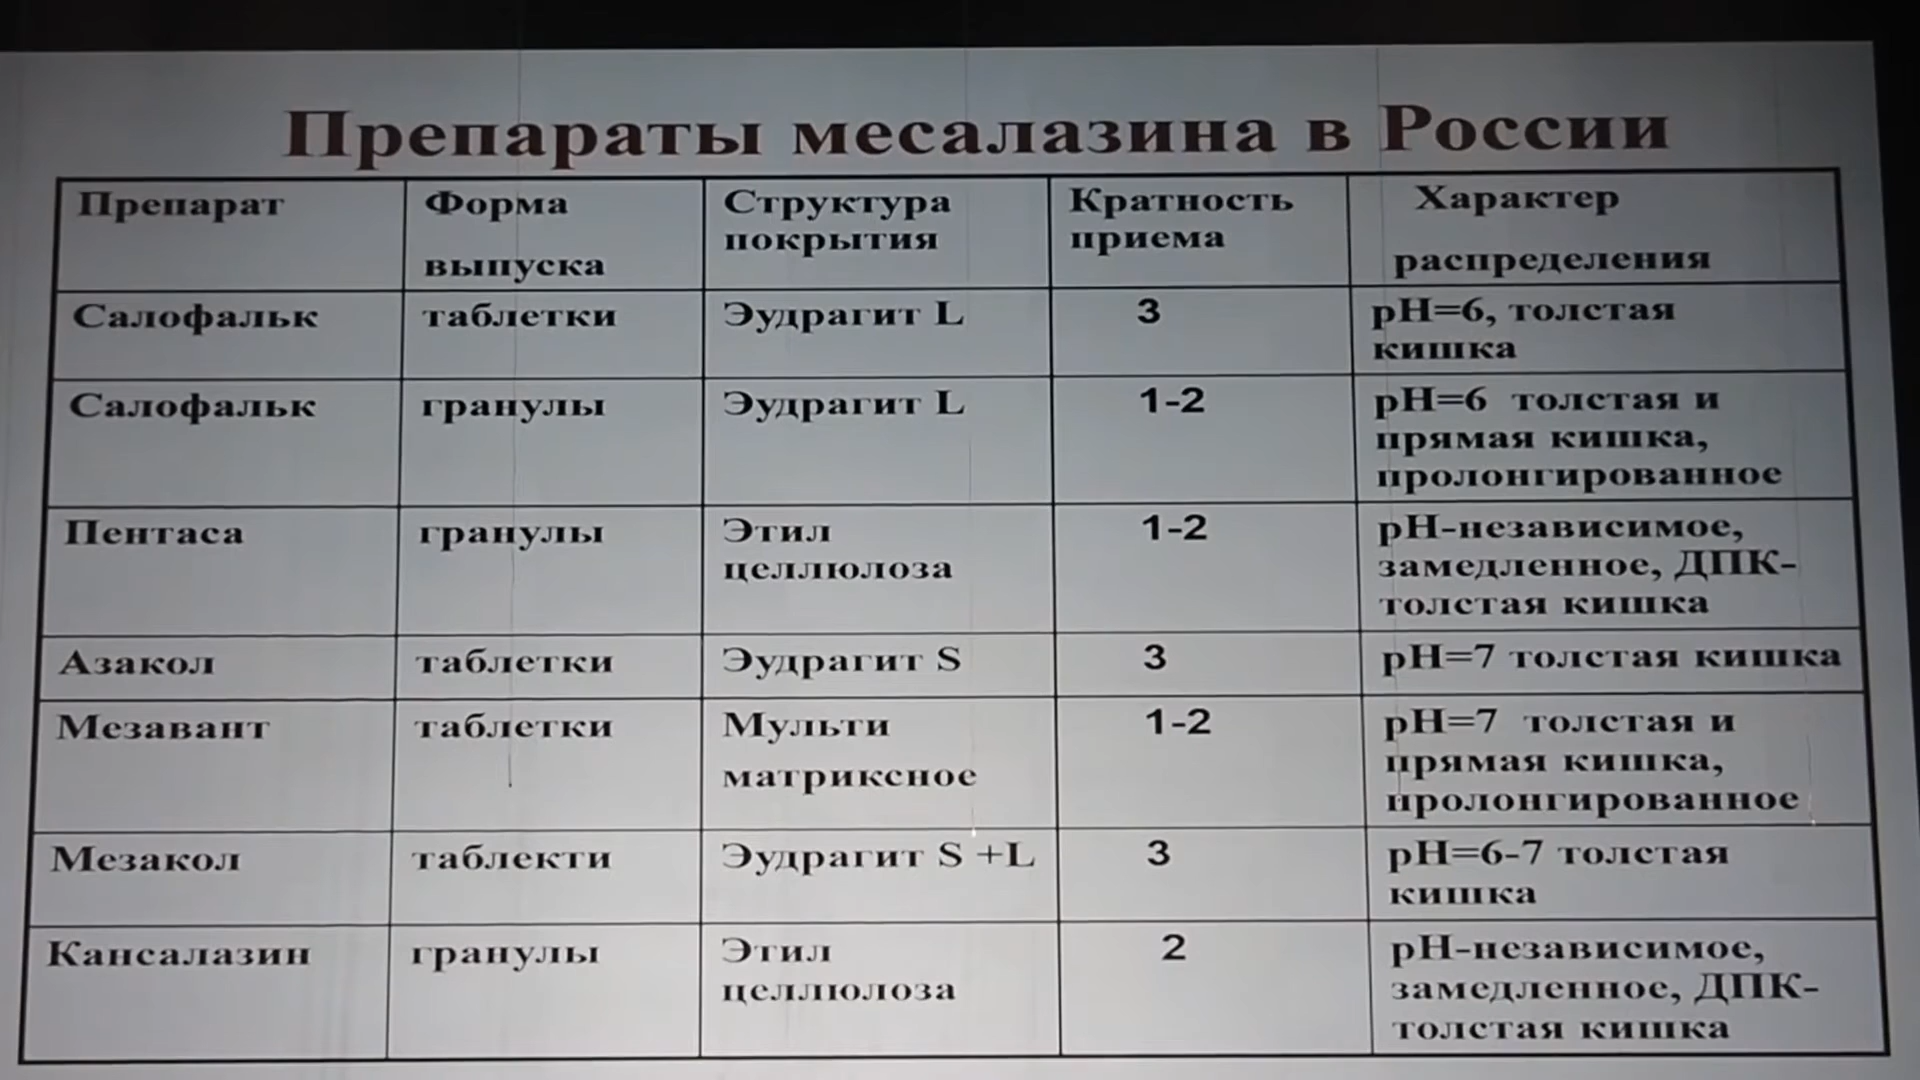 Препараты месалазина в России
Препарат
Форма
выпуска
Структура
покрытия
Кратность
приема
Характер
распределения
Салофальк
таблетки
Эудрагит L
3
pH=6, толстая
кишка
Салофальк
гранулы
Эудрагит L
1-2
pH=6 толстая и
прямая кишка,
пролонгированное
Пентаса
гранулы
Этил
целлюлоза
1-2
pH-независимое,
замедленное, ДПК-
толстая кишка
Азакол
таблетки
Эудрагит S
3
pH=7 толстая кишка
Мезавант
таблетки
Мульти
матриксное
1-2
pH=7 толстая и
прямая кишка,
пролонгированное
Мезакол
таблекти
Эудрагит S +L
3
pH=6-7 толстая
кишка
Кансалазин
гранулы
Этил
целлюлоза
2
pH-независимое,
замедленное, ДПК-
толстая кишка